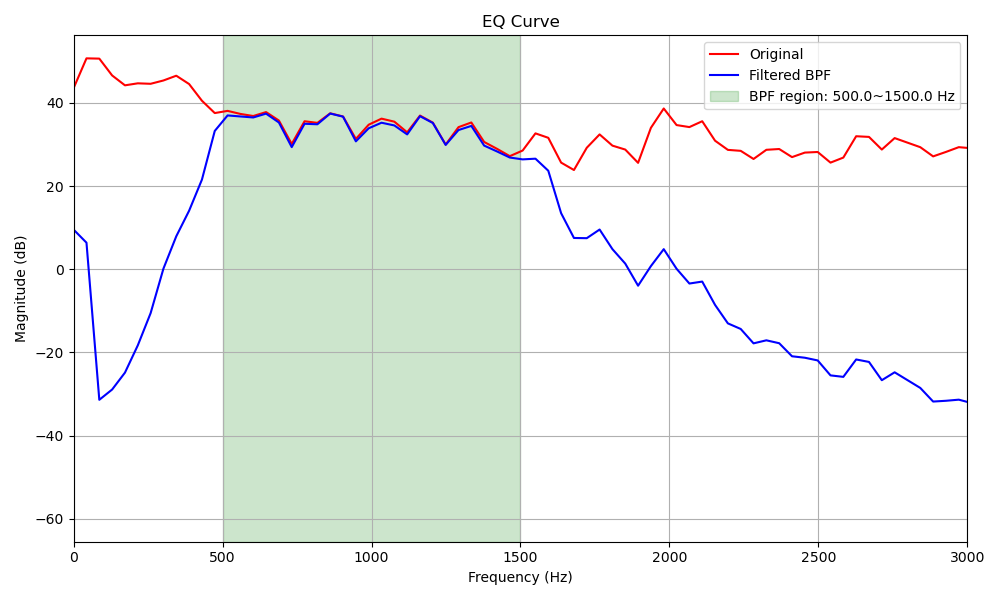 EQ Curve
Original
Filtered BPF
BPF region: 500.0~1500.0 Hz
Magnitude (dB)
40
20
0
−20
−40
−60
0 500 1000 1500 2000 2500 3000
Frequency (Hz)